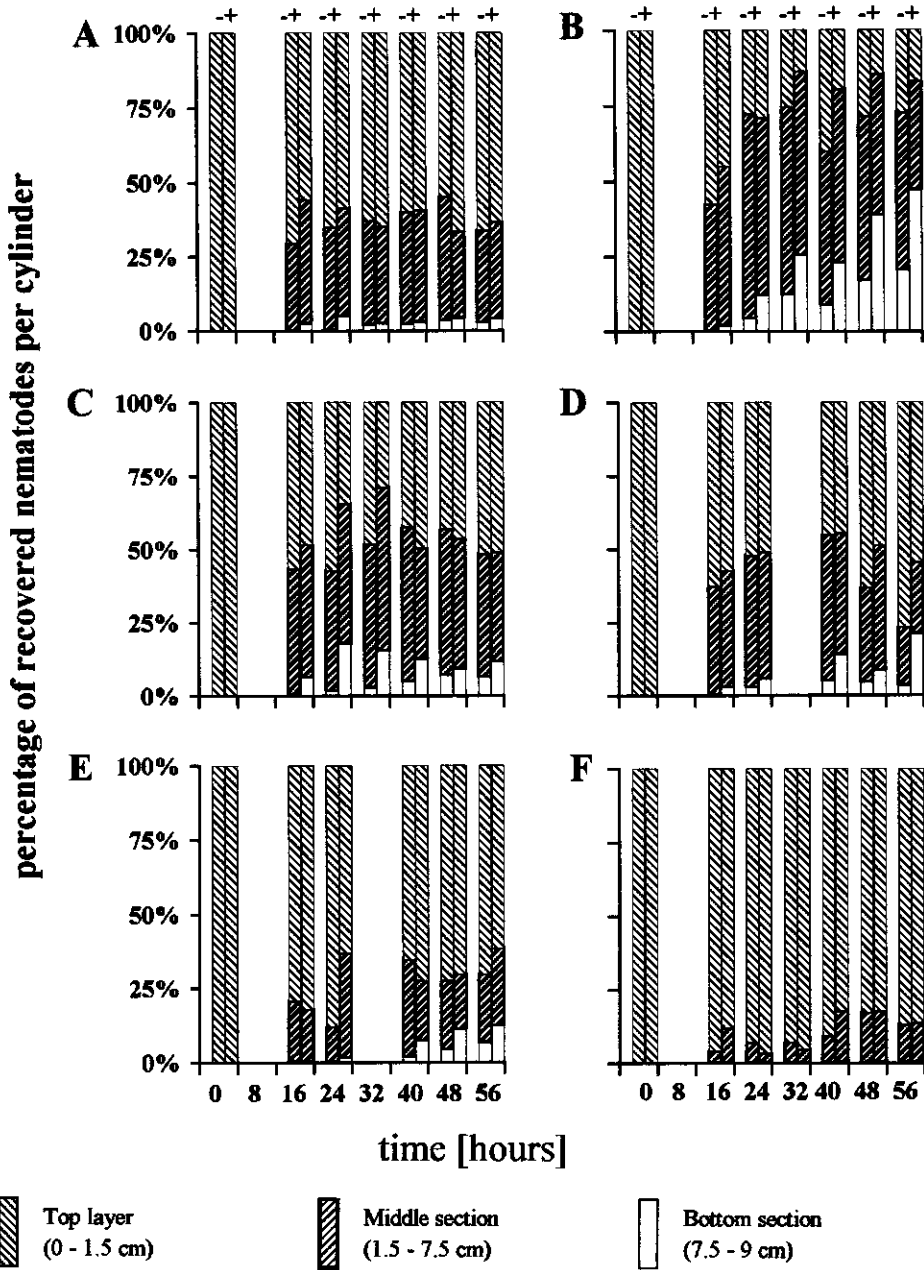 -+ -+ -+ -+ -+ -+ -+
-+ -+ -+ -+ -+ -+ -+
A
B
100%
75%
50%
25%
0%
C
D
100%
75%
50%
25%
0%
E
F
100%
75%
50%
25%
0%
percentage of recovered nematodes per cylinder
0 8 16 24 32 40 48 56
0 8 16 24 32 40 48 56
time [hours]
Top layer
(0 - 1.5 cm)
Middle section
(1.5 - 7.5 cm)
Bottom section
(7.5 - 9 cm)